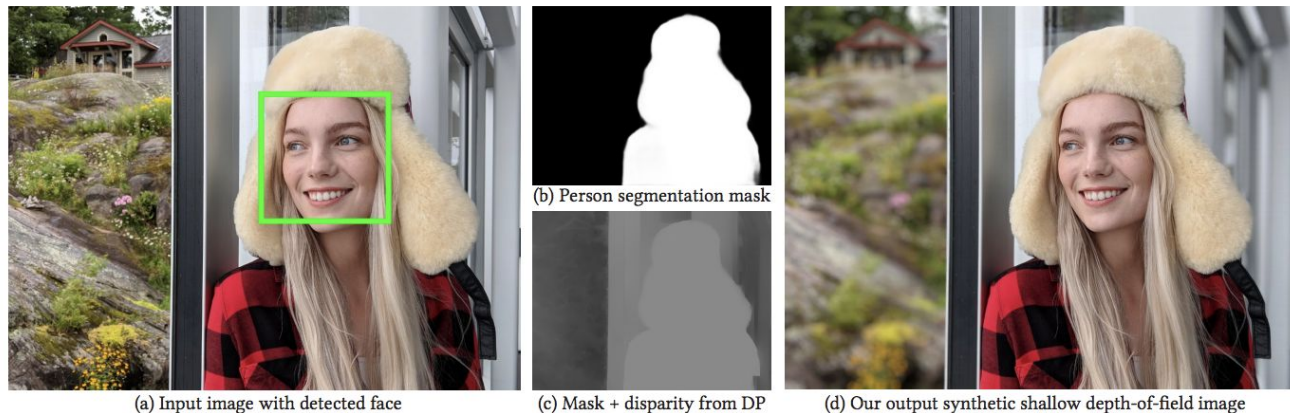 (a) Input image with detected face
(b) Person segmentation mask
(c) Mask + disparity from DP
(d) Our output synthetic shallow depth-of-field image